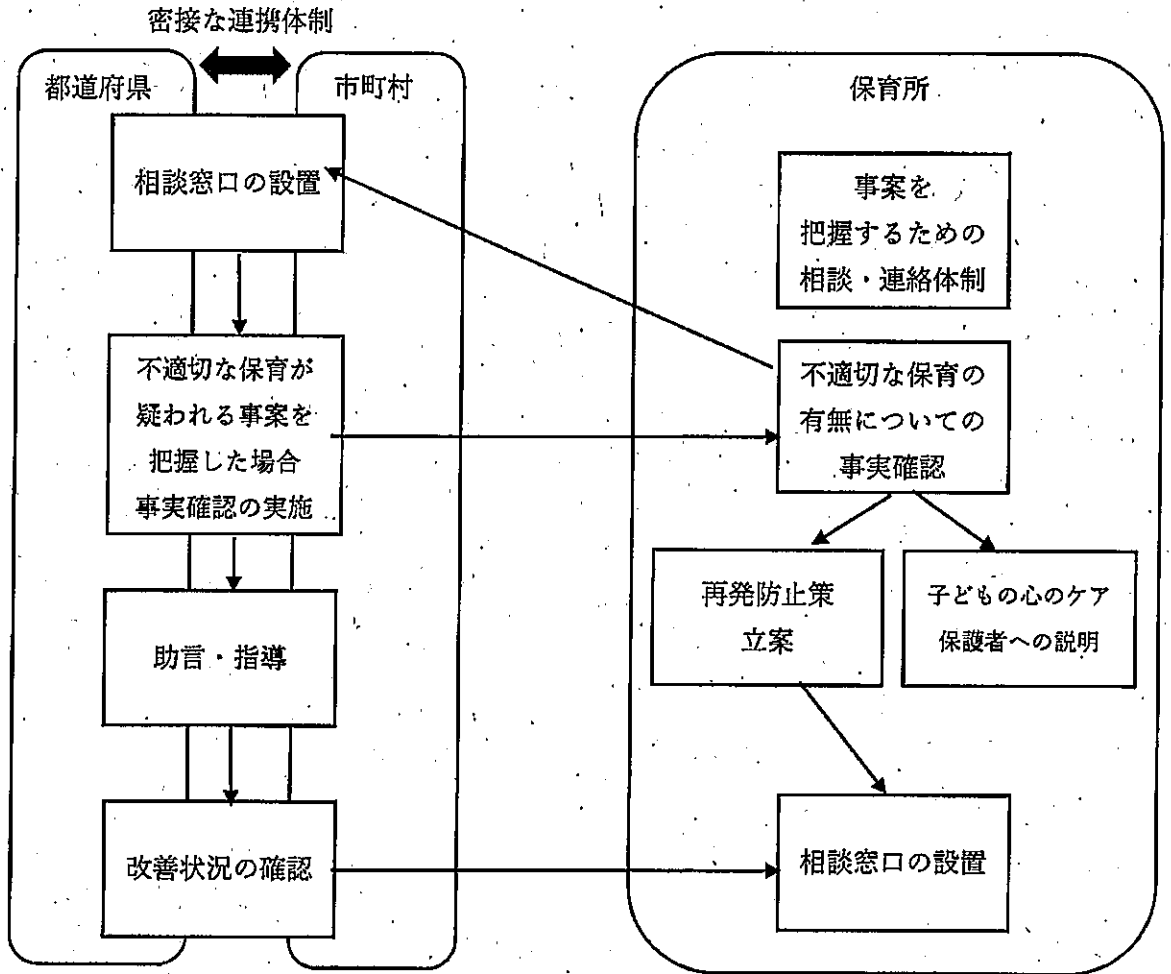 密接な連携体制
都道府県
市町村
相談窓口の設置
不適切な保育が
疑われる事案を
把握した場合
事実確認の実施
助言・指導
改善状況の確認
保育所
事案を
把握するための
相談・連絡体制
不適切な保育の
有無についての
事実確認
再発防止策
立案
子どもの心のケア
保護者への説明
相談窓口の設置